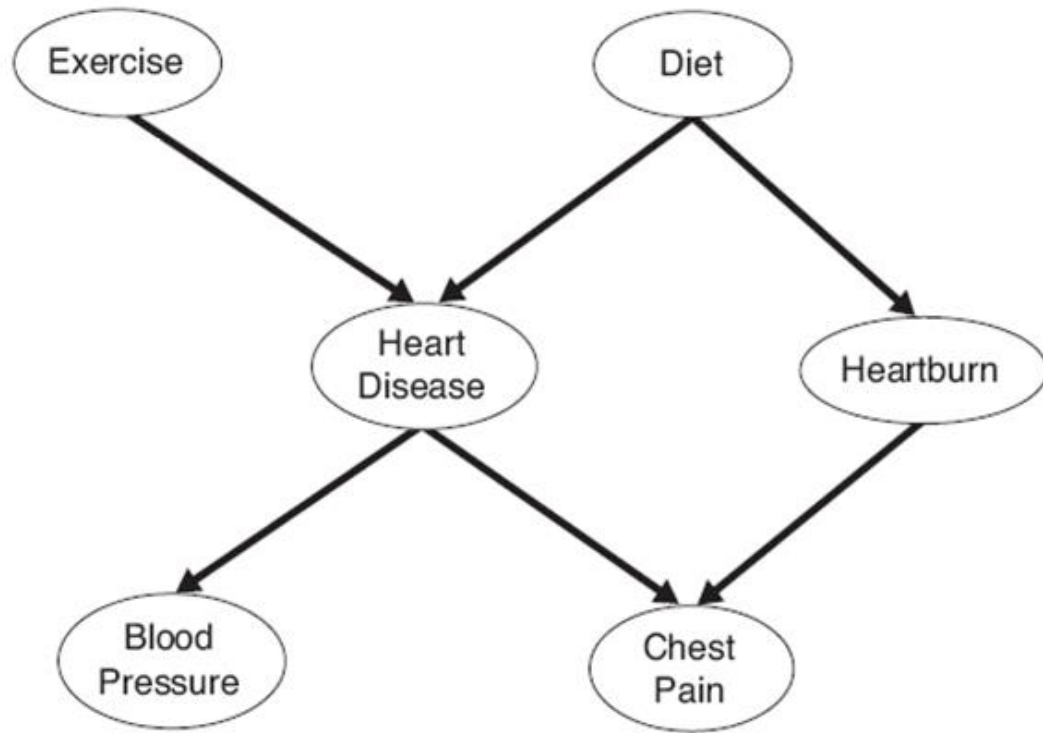 Exercise
Diet
Heart
Disease
Heartburn
Blood
Pressure
Chest
Pain